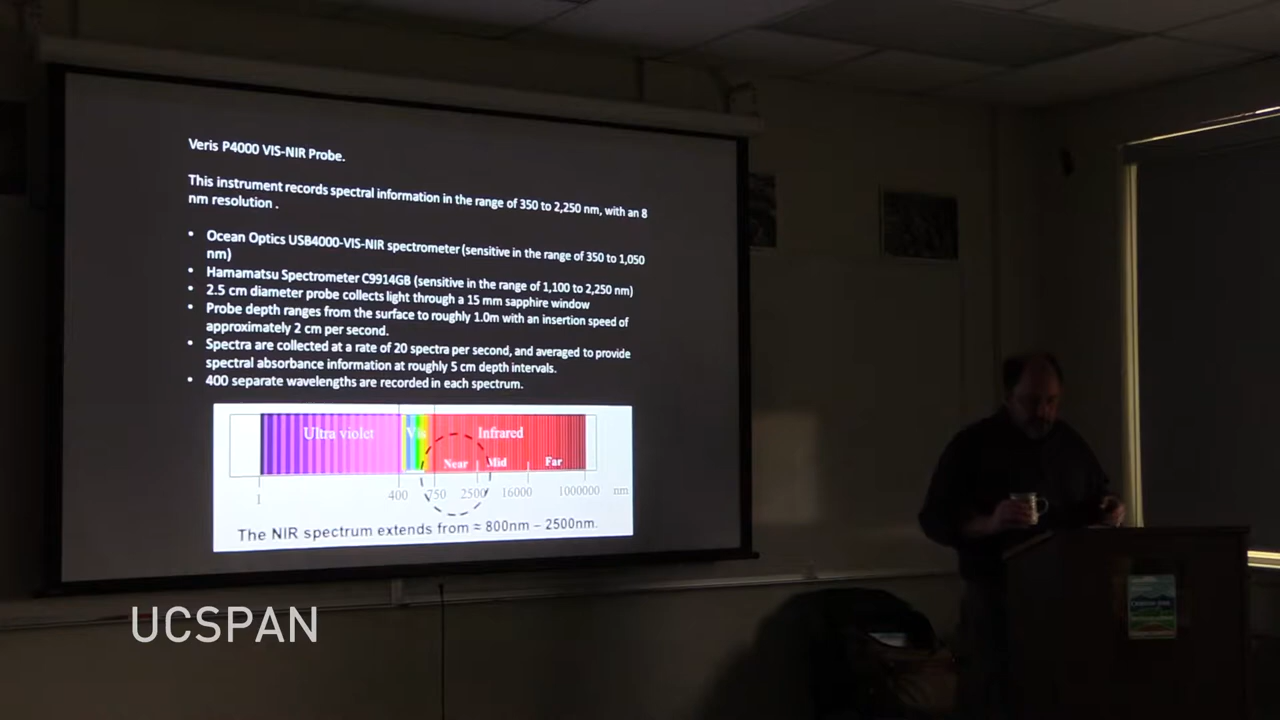 Veris P4000 VIS-NIR Probe.
This instrument records spectral information in the range of 350 to 2,250 nm, with an 8
nm resolution .
• Ocean Optics USB4000-VIS-NIR spectrometer (sensitive in the range of 350 to 1,050
nm)
• Hamamatsu Spectrometer C9914GB (sensitive in the range of 1,100 to 2,250 nm)
• 2.5 cm diameter probe collects light through a 15 mm sapphire window
• Probe depth ranges from the surface to roughly 1.0m with an insertion speed of
approximately 2 cm per second.
• Spectra are collected at a rate of 20 spectra per second, and averaged to provide
spectral absorbance information at roughly 5 cm depth intervals.
• 400 separate wavelengths are recorded in each spectrum.
Ultra violet Vis Infrared
Near Mid Far
1 400 750 2500 16000 1000000 nm
The NIR spectrum extends from ≈ 800nm – 2500nm.
UCSPAN